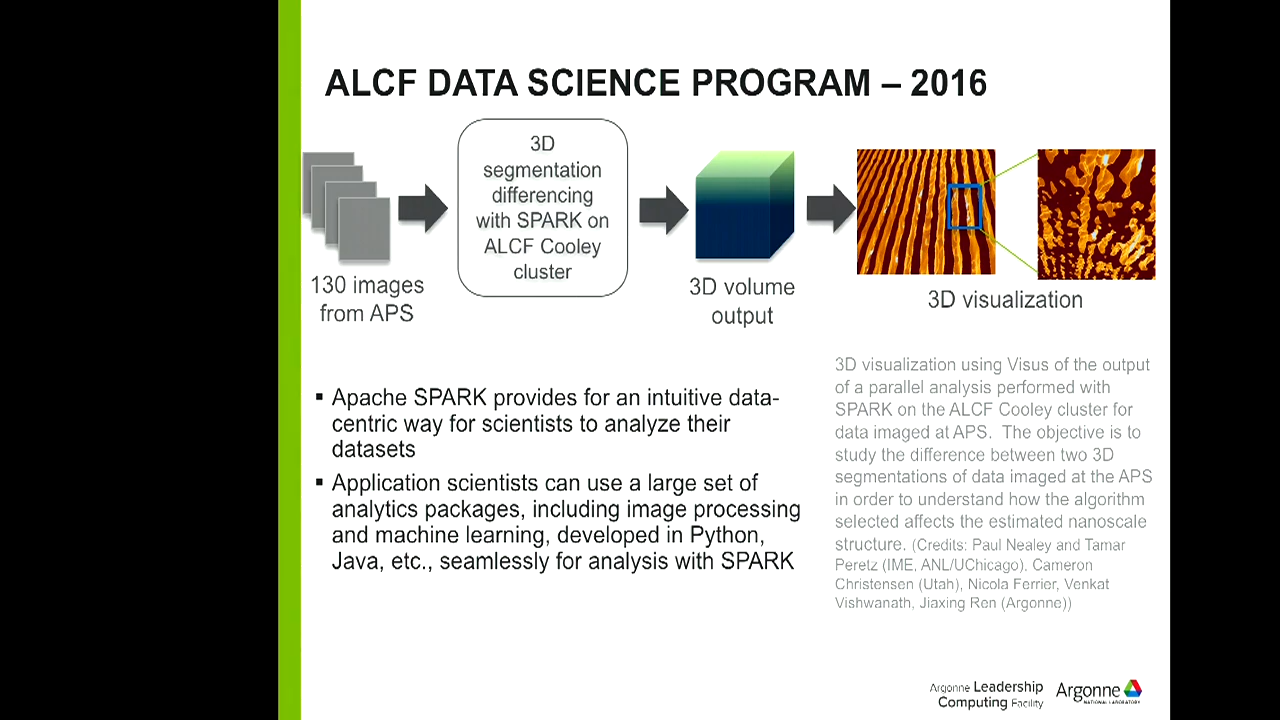 ALCF DATA SCIENCE PROGRAM – 2016
3D
segmentation
differencing
with SPARK on
ALCF Cooley
cluster
130 images
from APS
3D volume
output
3D visualization
▪ Apache SPARK provides for an intuitive data-
centric way for scientists to analyze their
datasets
▪ Application scientists can use a large set of
analytics packages, including image processing
and machine learning, developed in Python,
Java, etc., seamlessly for analysis with SPARK
3D visualization using Visus of the output
of a parallel analysis performed with
SPARK on the ALCF Cooley cluster for
data imaged at APS. The objective is to
study the difference between two 3D
segmentations of data imaged at the APS
in order to understand how the algorithm
selected affects the estimated nanoscale
structure. (Credits: Paul Nealey and Tamar
Peretz (IME, ANL/UChicago), Cameron
Christensen (Utah), Nicola Ferrier, Venkat
Vishwanath, Jiaxing Ren (Argonne))
Argonne Leadership
Computing Facility
Argonne
NATIONAL LABORATORY